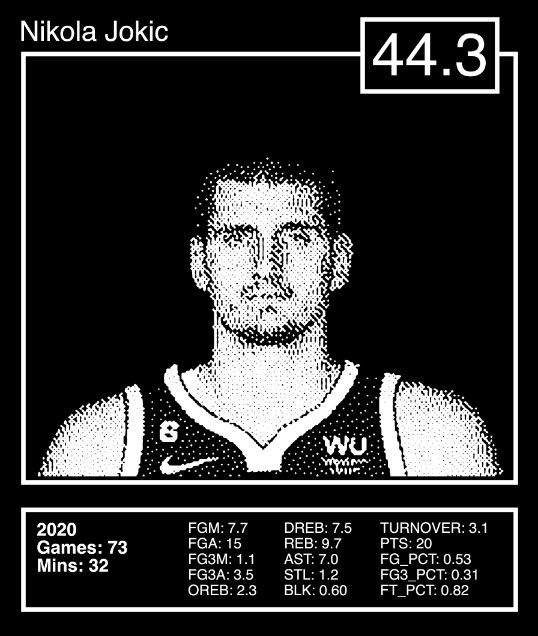 Nikola Jokic
44.3
6
WU
2020
Games: 73
Mins: 32
FGM: 7.7
FGA: 15
FG3M: 1.1
FG3A: 3.5
OREB: 2.3
DREB: 7.5
REB: 9.7
AST: 7.0
STL: 1.2
BLK: 0.60
TURNOVER: 3.1
PTS: 20
FG_PCT: 0.53
FG3_PCT: 0.31
FT_PCT: 0.82